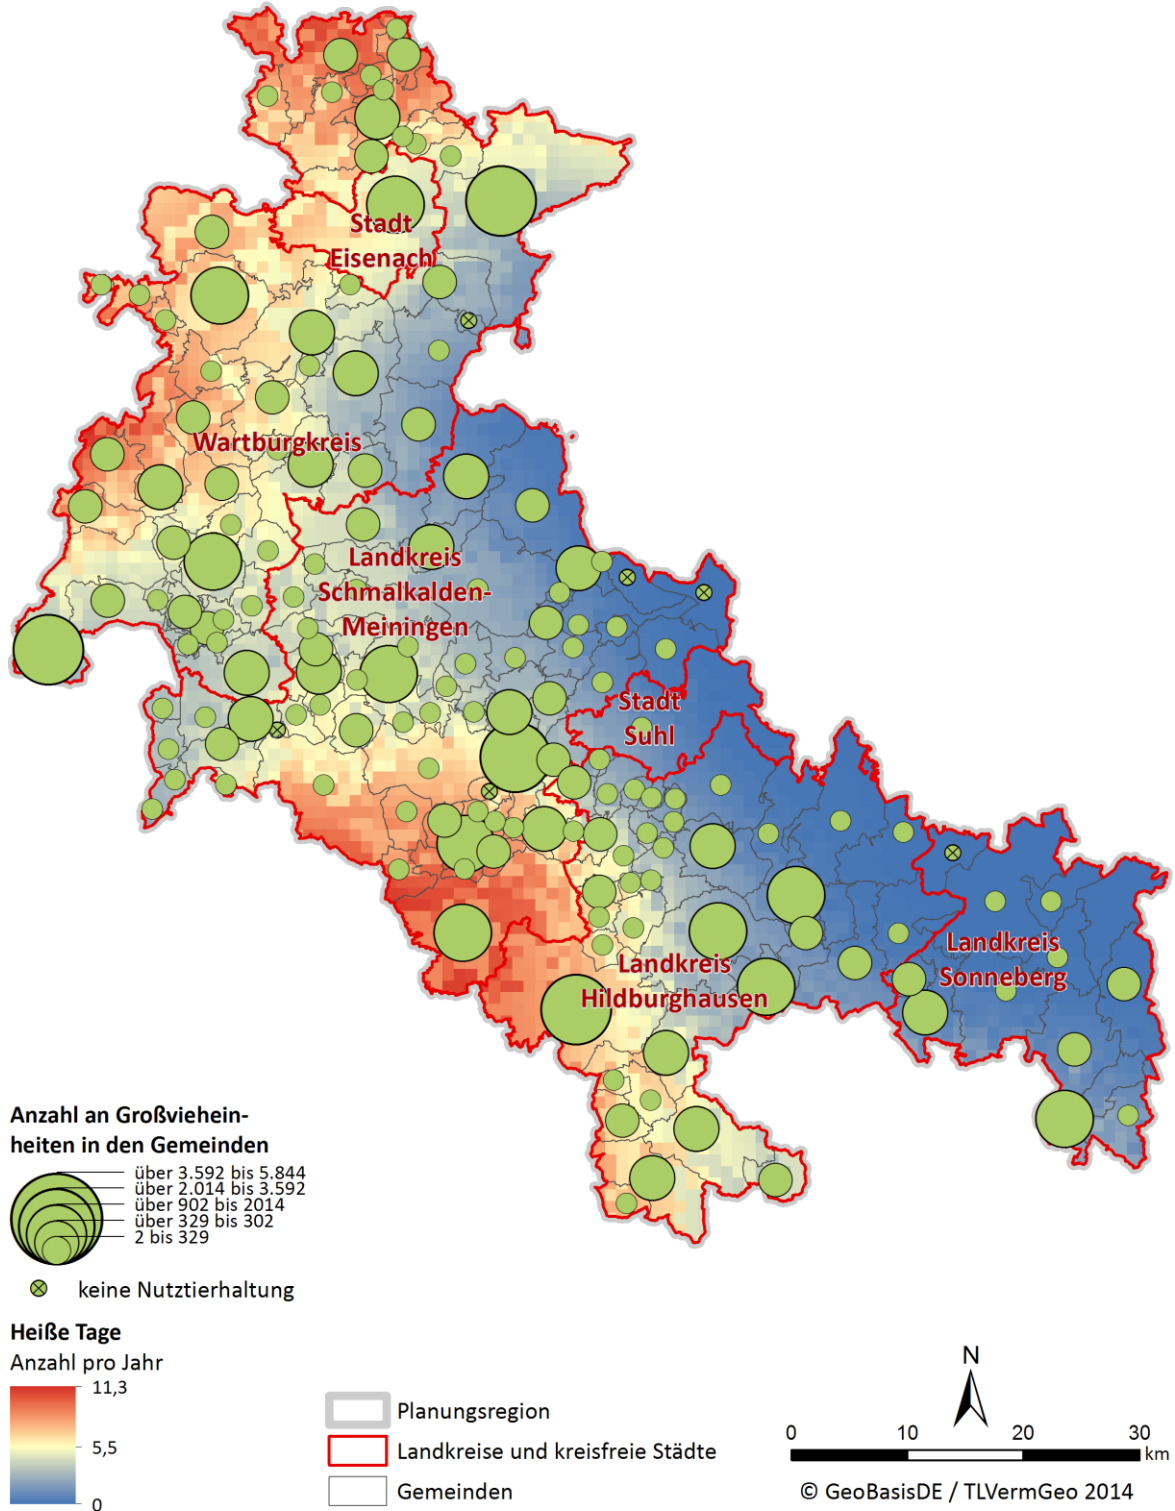 Stadt
Eisenach
Wartburgkreis
Landkreis
Schmalkalden-
Meiningen
Stadt
Suhl
Landkreis
Hildburghausen
Landkreis
Sonneberg
Anzahl an Großviehein-
heiten in den Gemeinden
über 3.592 bis 5.844
über 2.014 bis 3.592
über 902 bis 2014
über 329 bis 302
2 bis 329
keine Nutztierhaltung
Heiße Tage
Anzahl pro Jahr
11,3
5,5
0
Planungsregion
Landkreise und kreisfreie Städte
Gemeinden
N
0 10 20 30
km
© GeoBasisDE / TLVermGeo 2014